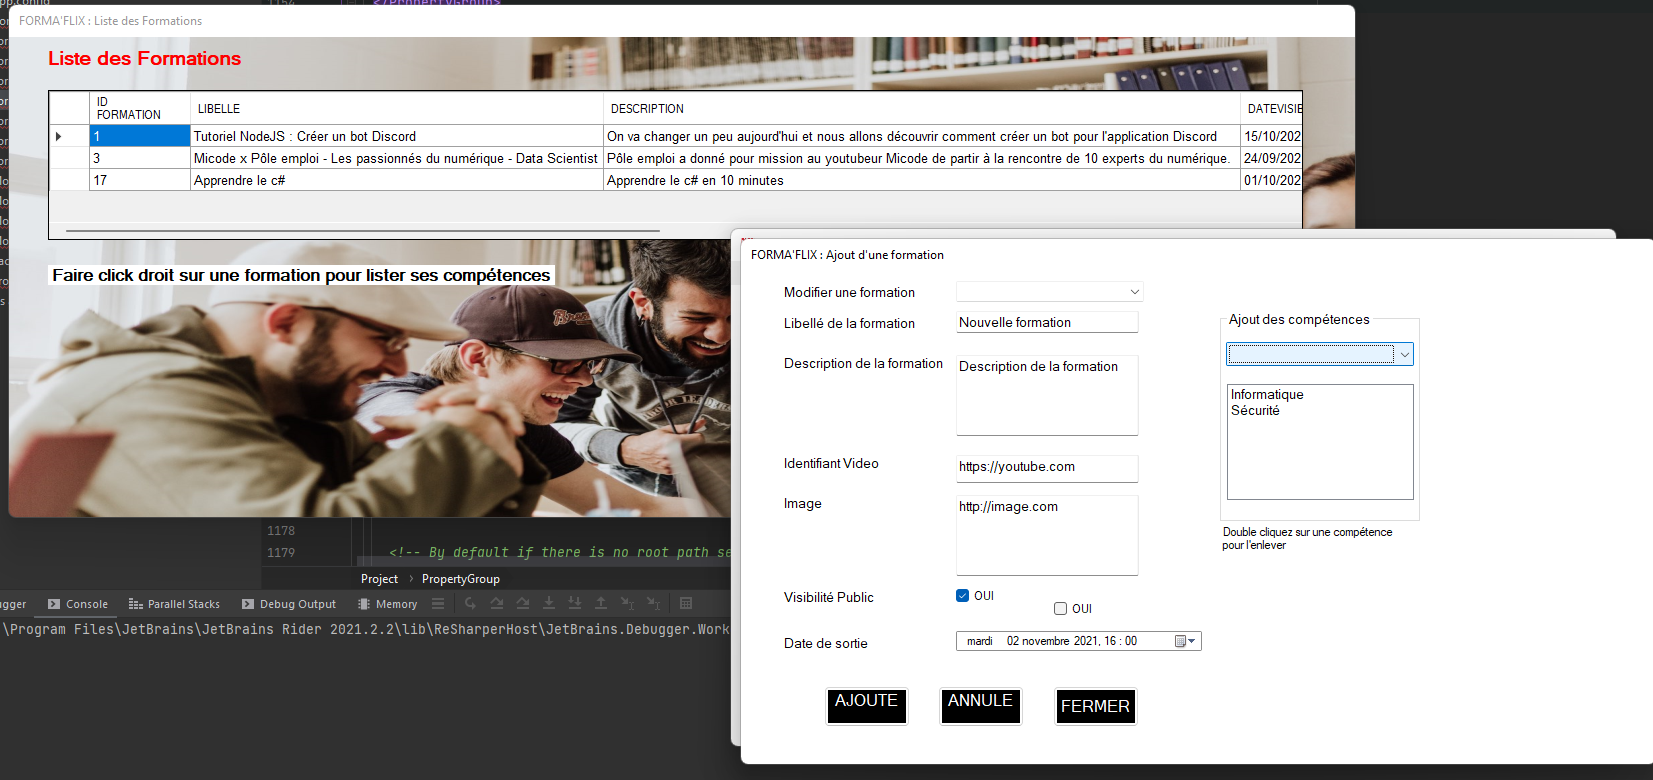 pp.config
1154
</PropertyGroup>
FORMA'FLIX : Liste des Formations
Liste des Formations
ID FORMATION LIBELLE DESCRIPTION DATEVISIE
1 Tutoriel NodeJS : Créer un bot Discord On va changer un peu aujourd'hui et nous allons découvrir comment créer un bot pour l'application Discord 15/10/202
3 Micode x Pôle emploi - Les passionnés du numérique - Data Scientist Pôle emploi a donné pour mission au youtubeur Micode de partir à la rencontre de 10 experts du numérique. 24/09/202
17 Apprendre le c# Apprendre le c# en 10 minutes 01/10/202
Faire click droit sur une formation pour lister ses compétences
FORMA'FLIX : Ajout d'une formation
Modifier une formation
Libellé de la formation Nouvelle formation
Description de la formation Description de la formation
Identifiant Video https://youtube.com
Image http://image.com
Visibilité Public OUI
OUI
Date de sortie mardi 02 novembre 2021, 16 : 00
AJOUTE ANNULE FERMER
Ajout des compétences
Informatique
Sécurité
Double cliquez sur une compétence
pour l'enlever
1178
1179 <!-- By default if there is no root path se
Project › PropertyGroup
ugger Console Parallel Stacks Debug Output Memory
\Program Files\JetBrains\JetBrains Rider 2021.2.2\lib\ReSharperHost\JetBrains.Debugger.Work